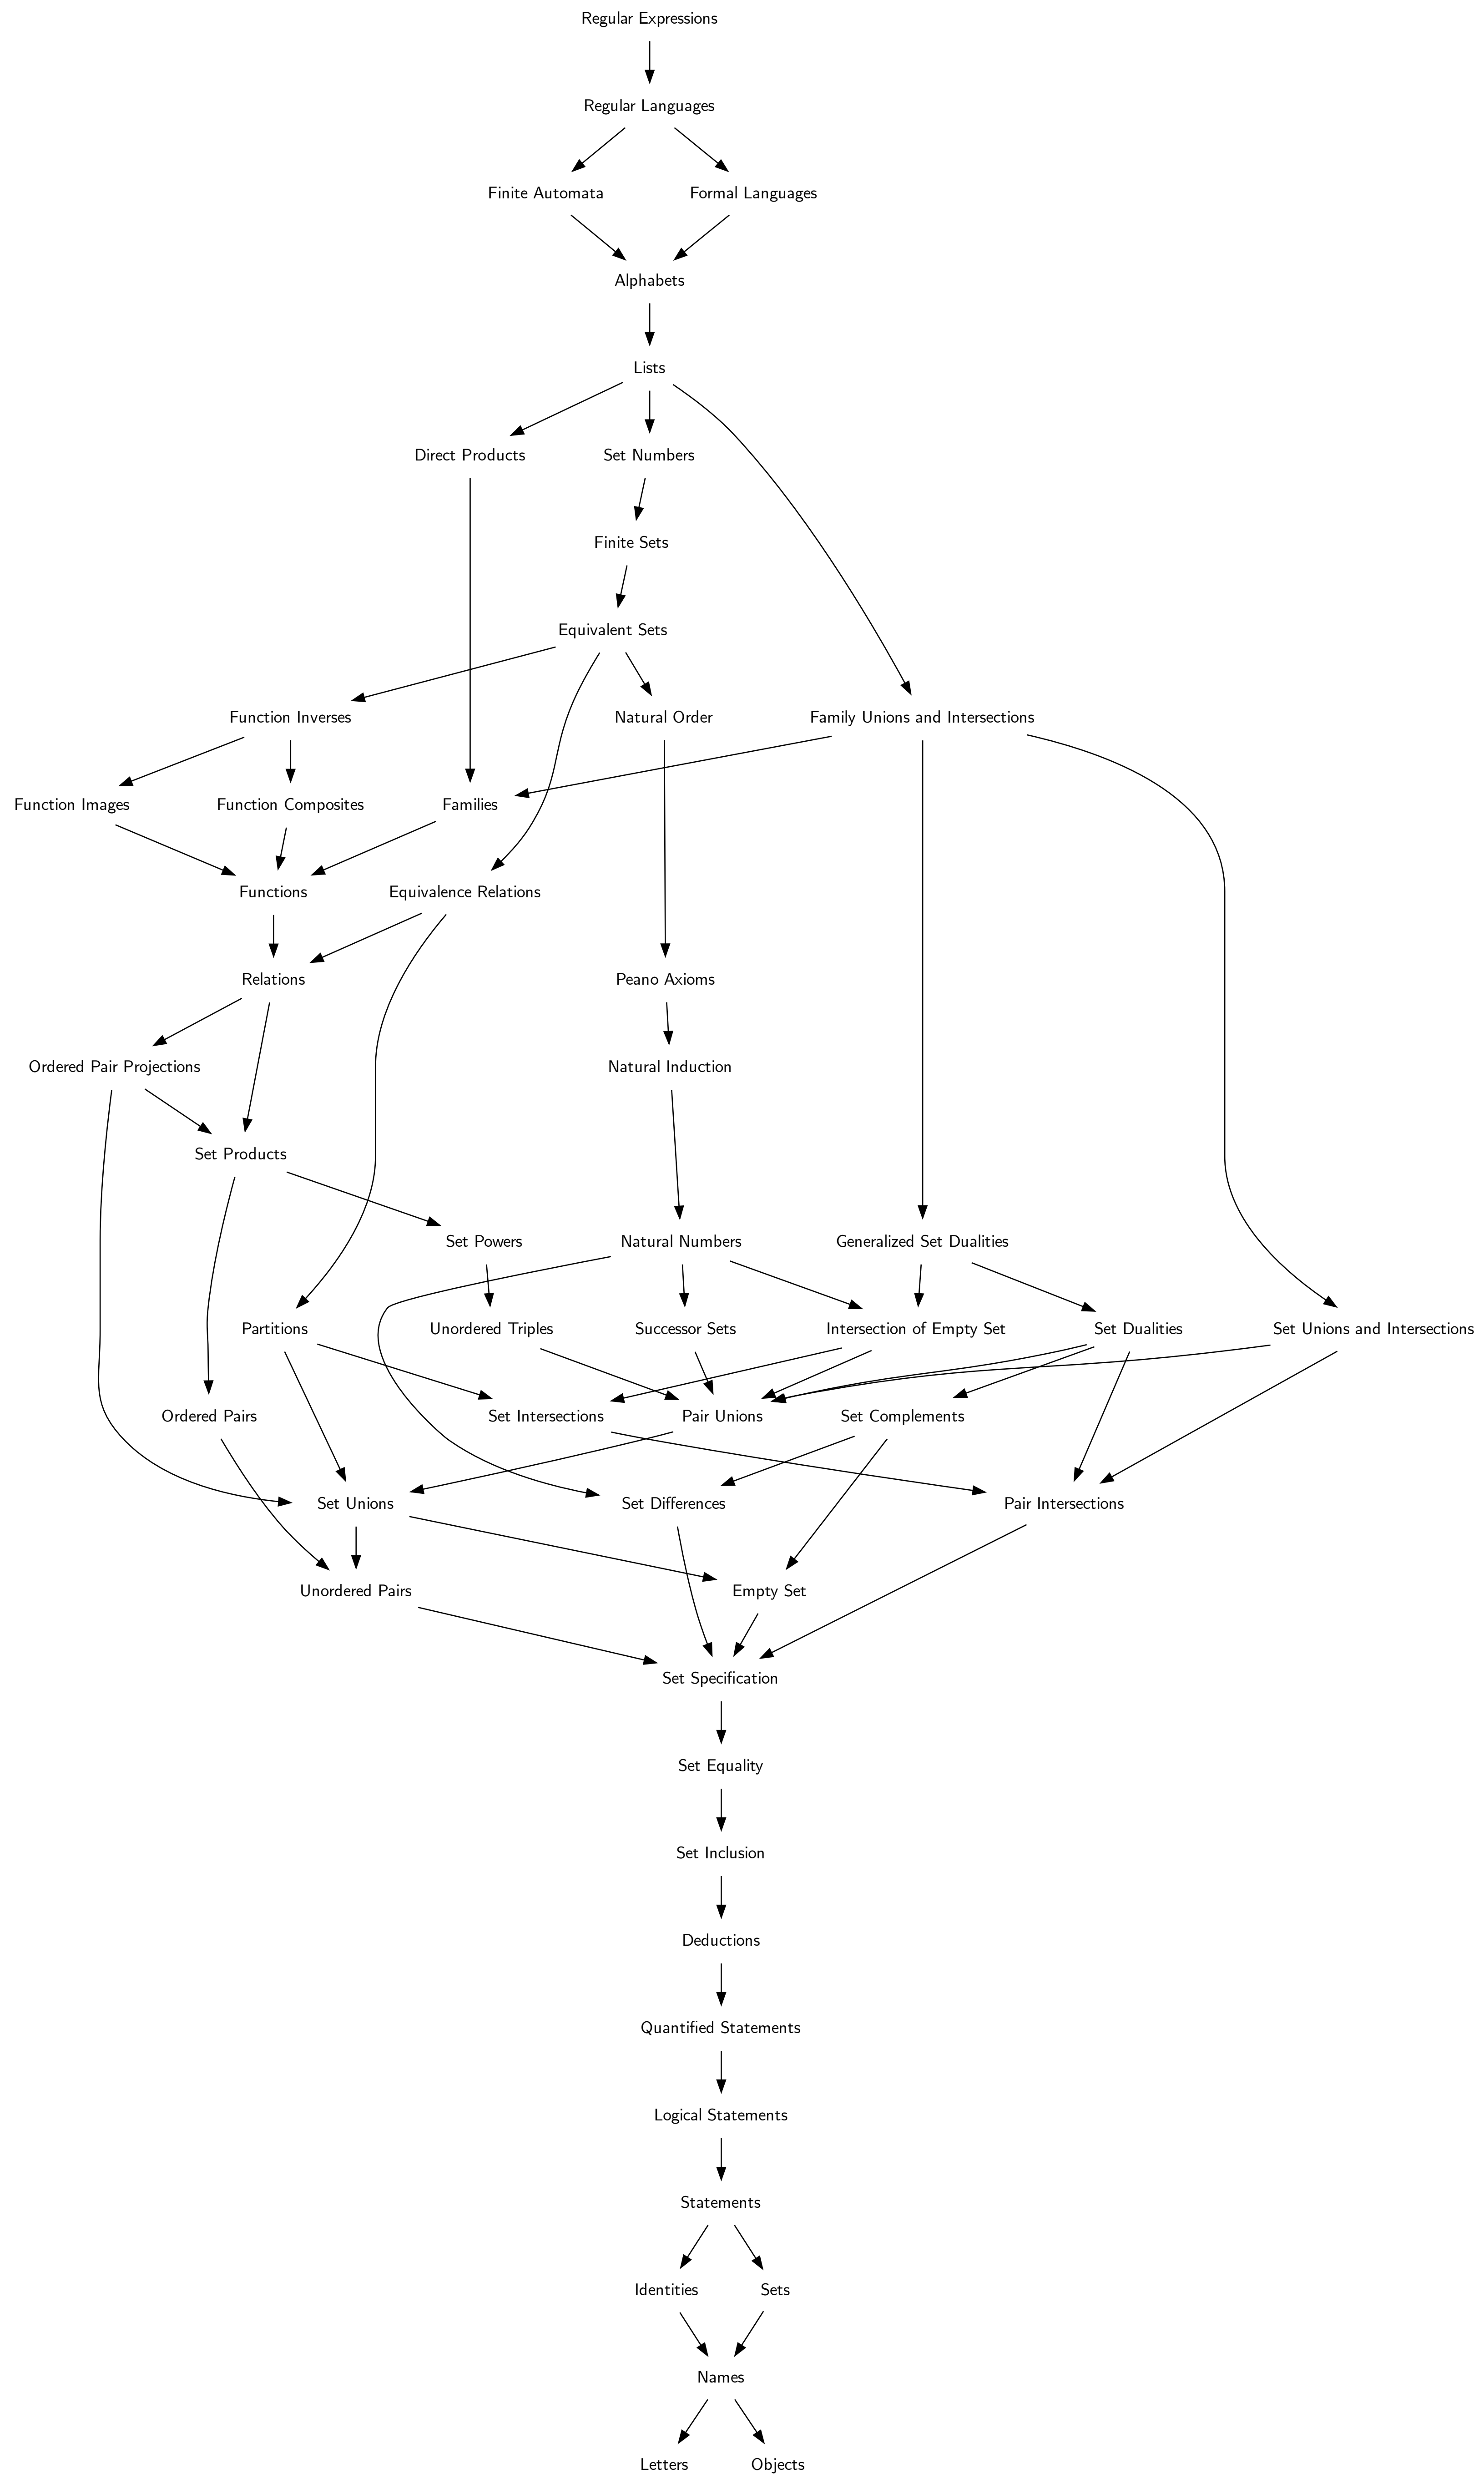 Regular Expressions
Regular Languages
Finite Automata
Formal Languages
Alphabets
Lists
Direct Products
Set Numbers
Finite Sets
Equivalent Sets
Function Inverses
Natural Order
Family Unions and Intersections
Function Images
Function Composites
Families
Functions
Equivalence Relations
Relations
Peano Axioms
Ordered Pair Projections
Natural Induction
Set Products
Set Powers
Natural Numbers
Generalized Set Dualities
Partitions
Unordered Triples
Successor Sets
Intersection of Empty Set
Set Dualities
Set Unions and Intersections
Ordered Pairs
Set Intersections
Pair Unions
Set Complements
Set Unions
Set Differences
Pair Intersections
Unordered Pairs
Empty Set
Set Specification
Set Equality
Set Inclusion
Deductions
Quantified Statements
Logical Statements
Statements
Identities
Sets
Names
Letters
Objects